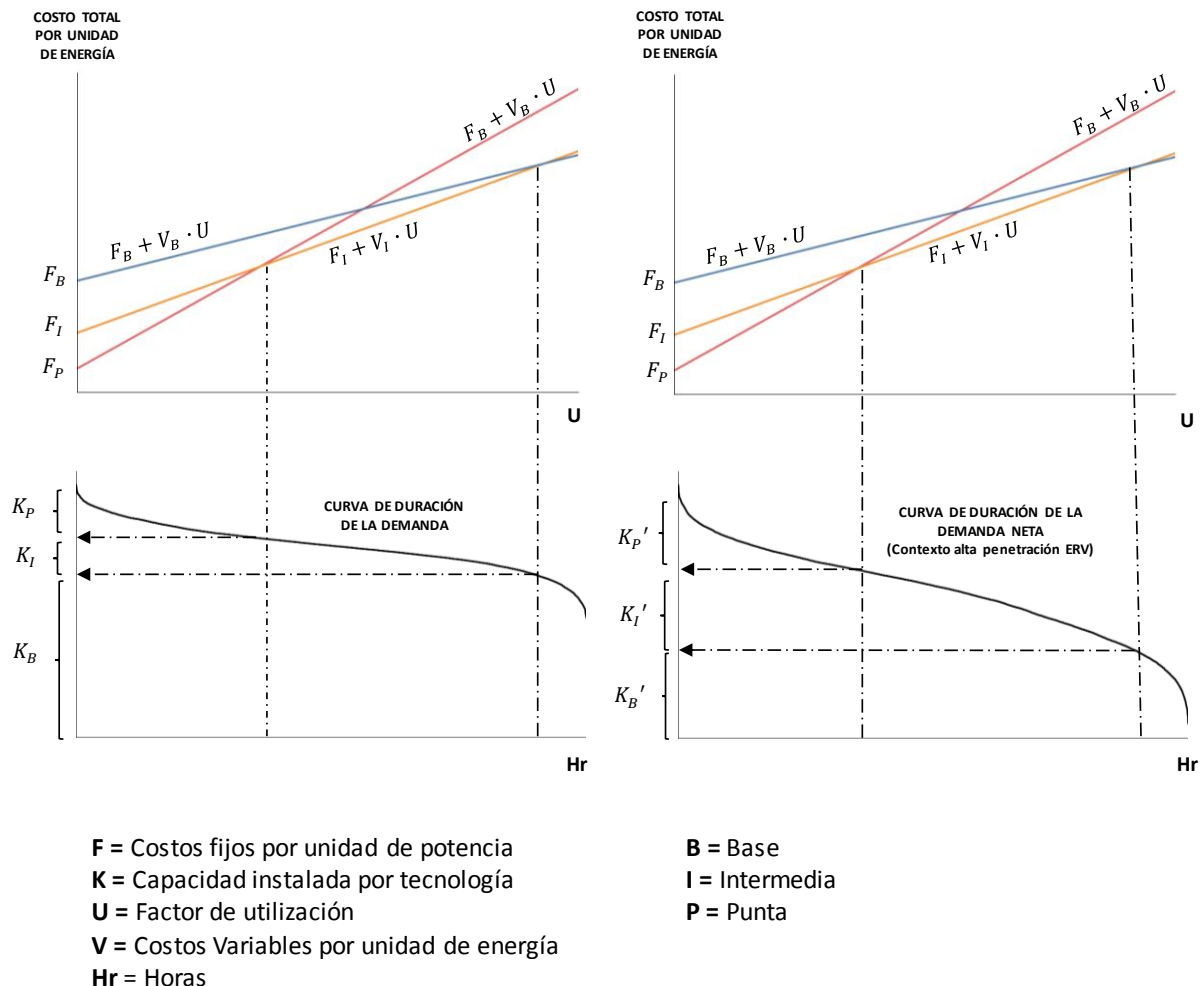 COSTO TOTAL
POR UNIDAD
DE ENERGÍA
F_B + V_B · U
F_B + V_B · U
F_I + V_I · U
F_B
F_I
F_P
U
K_P
K_I
K_B
CURVA DE DURACIÓN
DE LA DEMANDA
Hr
COSTO TOTAL
POR UNIDAD
DE ENERGÍA
F_B + V_B · U
F_B + V_B · U
F_I + V_I · U
F_B
F_I
F_P
U
K_P'
K_I'
K_B'
CURVA DE DURACIÓN DE LA
DEMANDA NETA
(Contexto alta penetración ERV)
Hr
F = Costos fijos por unidad de potencia
K = Capacidad instalada por tecnología
U = Factor de utilización
V = Costos Variables por unidad de energía
Hr = Horas
B = Base
I = Intermedia
P = Punta